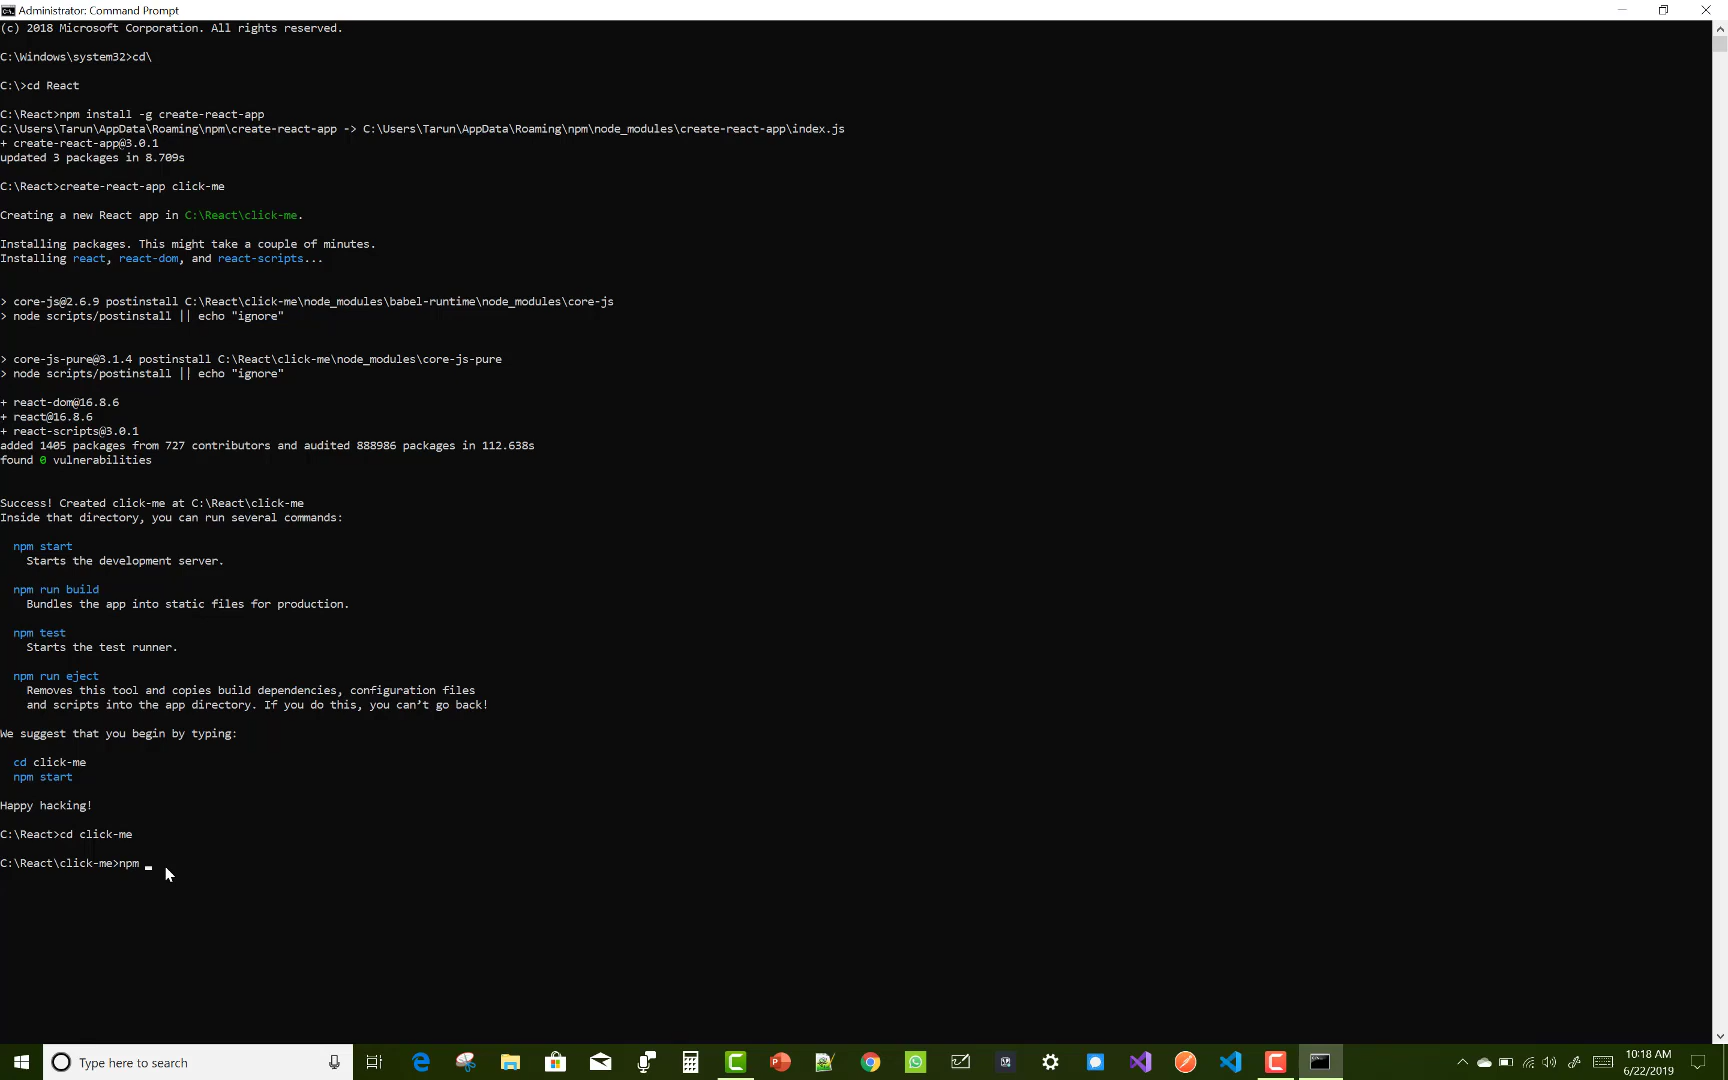 Administrator: Command Prompt
(c) 2018 Microsoft Corporation. All rights reserved.
C:\Windows\system32>cd\
C:\>cd React
C:\React>npm install -g create-react-app
C:\Users\Tarun\AppData\Roaming\npm\create-react-app -> C:\Users\Tarun\AppData\Roaming\npm\node_modules\create-react-app\index.js
+ create-react-app@3.0.1
updated 3 packages in 8.709s
C:\React>create-react-app click-me
Creating a new React app in C:\React\click-me.
Installing packages. This might take a couple of minutes.
Installing react, react-dom, and react-scripts...
> core-js@2.6.9 postinstall C:\React\click-me\node_modules\babel-runtime\node_modules\core-js
> node scripts/postinstall || echo "ignore"
> core-js-pure@3.1.4 postinstall C:\React\click-me\node_modules\core-js-pure
> node scripts/postinstall || echo "ignore"
+ react-dom@16.8.6
+ react@16.8.6
+ react-scripts@3.0.1
added 1405 packages from 727 contributors and audited 888986 packages in 112.638s
found 0 vulnerabilities
Success! Created click-me at C:\React\click-me
Inside that directory, you can run several commands:
npm start
Starts the development server.
npm run build
Bundles the app into static files for production.
npm test
Starts the test runner.
npm run eject
Removes this tool and copies build dependencies, configuration files
and scripts into the app directory. If you do this, you can’t go back!
We suggest that you begin by typing:
cd click-me
npm start
Happy hacking!
C:\React>cd click-me
C:\React\click-me>npm
Type here to search
10:18 AM
6/22/2019